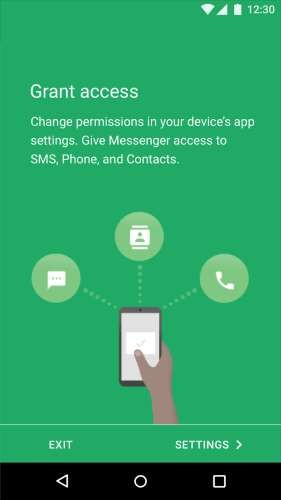 12:30
Grant access
Change permissions in your device's app
settings. Give Messenger access to
SMS, Phone, and Contacts.
EXIT
SETTINGS